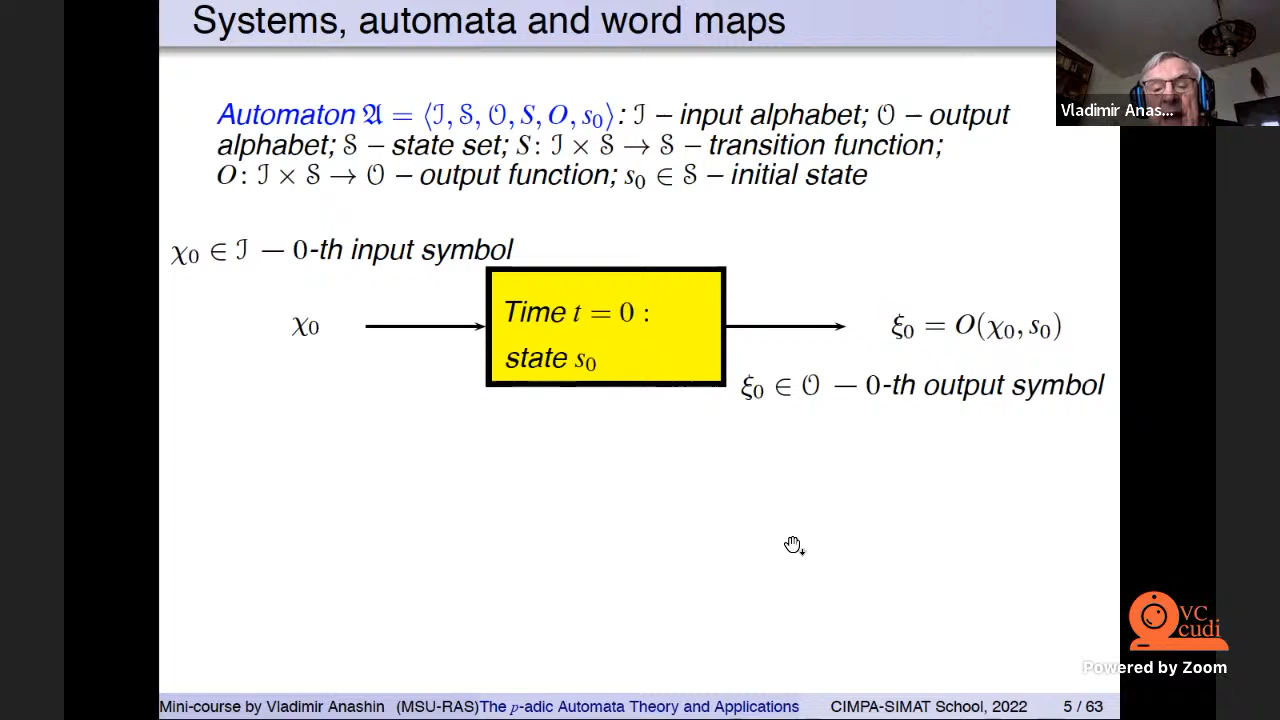 Systems, automata and word maps
Vladimir Anas...
Automaton 𝔄 = ⟨ℐ, 𝒮, 𝒪, S, O, s₀⟩: ℐ – input alphabet; 𝒪 – output
alphabet; 𝒮 – state set; S: ℐ × 𝒮 → 𝒮 – transition function;
O: ℐ × 𝒮 → 𝒪 – output function; s₀ ∈ 𝒮 – initial state
χ₀ ∈ ℐ — 0-th input symbol
χ₀
Time t = 0 :
state s₀
ξ₀ = O(χ₀, s₀)
ξ₀ ∈ 𝒪 — 0-th output symbol
VC
cudi
Powered by Zoom
Mini-course by Vladimir Anashin (MSU-RAS) The p-adic Automata Theory and Applications CIMPA-SIMAT School, 2022 5 / 63